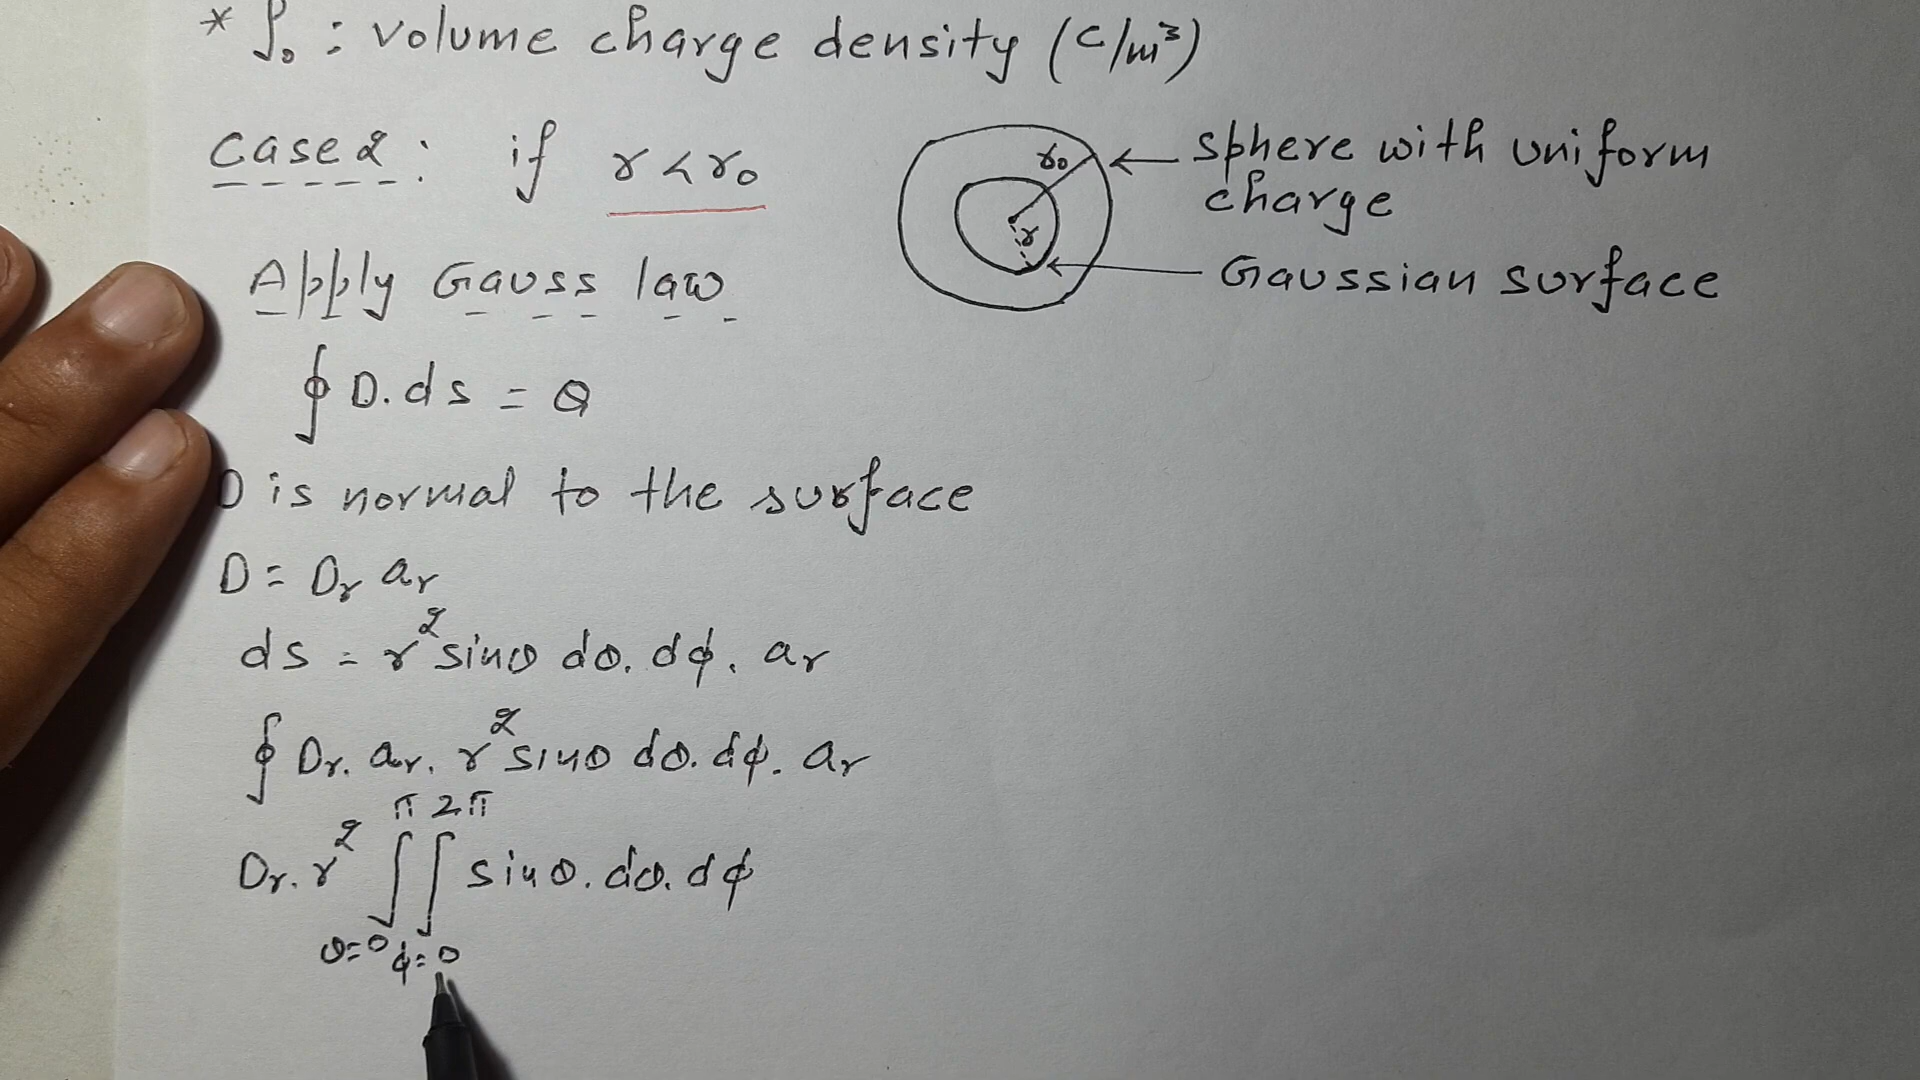 * ρ₀ : volume charge density (C/m³)
case 2 : if r < r₀
r₀
r
sphere with uniform
charge
Gaussian surface
Apply Gauss law
∮ D. ds = Q
D is normal to the surface
D = Dr ar
ds = r² sinθ dθ. dϕ. ar
∮ Dr. ar. r² sinθ dθ. dϕ. ar
π 2π
Dr. r² ∫∫ sinθ. dθ. dϕ
θ=0 ϕ=0